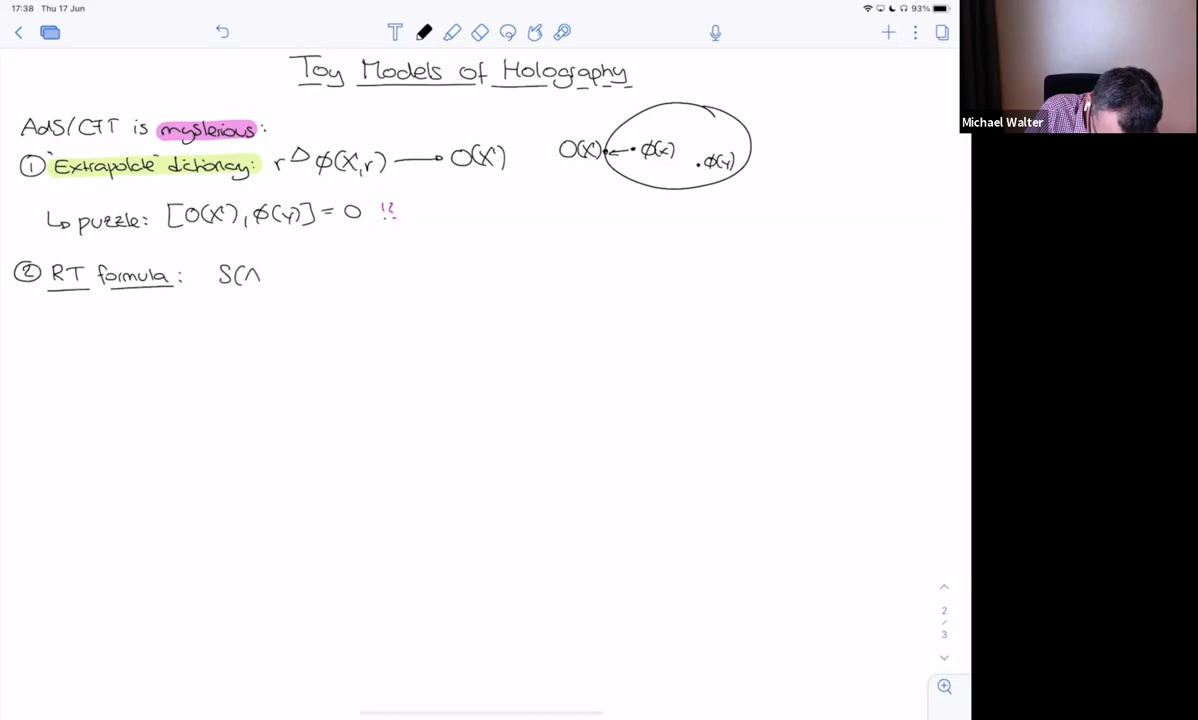 17:38 Thu 17 Jun
93%
Toy Models of Holography
AdS/CFT is mysterious:
① "Extrapolate" dictionary: r^Δ φ(X,r) ⟶ O(X)
O(X) ← φ(x)
φ(y)
↳ puzzle: [O(X), φ(y)] = 0 !?
② RT formula: S(
Michael Walter
2
/
3